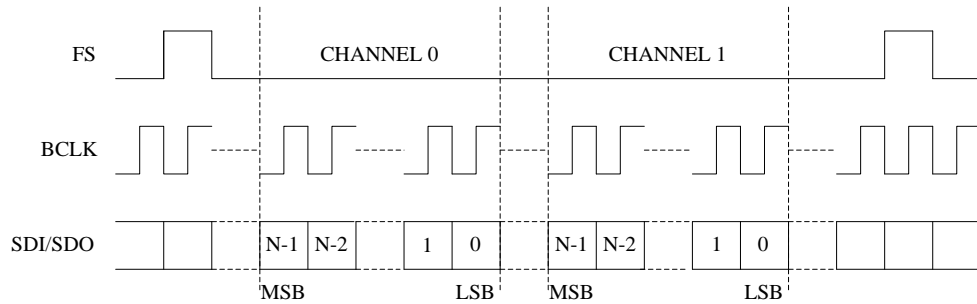 FS
CHANNEL 0
CHANNEL 1
BCLK
SDI/SDO
N-1 N-2 1 0 N-1 N-2 1 0
MSB LSB MSB LSB